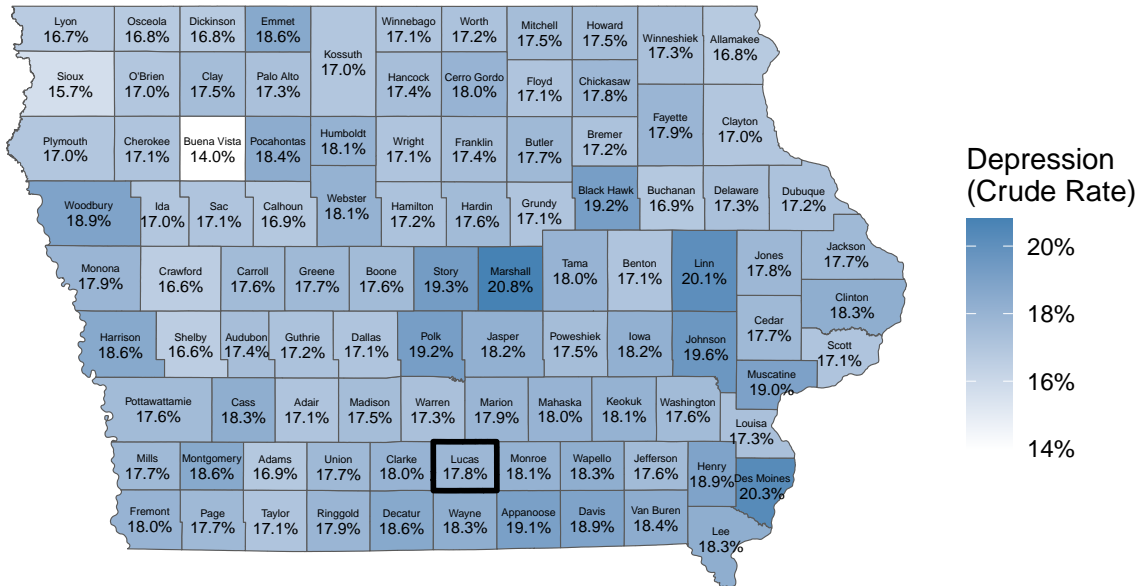 Lyon
16.7%
Osceola
16.8%
Dickinson
16.8%
Emmet
18.6%
Kossuth
17.0%
Winnebago
17.1%
Worth
17.2%
Mitchell
17.5%
Howard
17.5%
Winneshiek
17.3%
Allamakee
16.8%
Sioux
15.7%
O'Brien
17.0%
Clay
17.5%
Palo Alto
17.3%
Hancock
17.4%
Cerro Gordo
18.0%
Floyd
17.1%
Chickasaw
17.8%
Fayette
17.9%
Clayton
17.0%
Plymouth
17.0%
Cherokee
17.1%
Buena Vista
14.0%
Pocahontas
18.4%
Humboldt
18.1%
Wright
17.1%
Franklin
17.4%
Butler
17.7%
Bremer
17.2%
Woodbury
18.9%
Ida
17.0%
Sac
17.1%
Calhoun
16.9%
Webster
18.1%
Hamilton
17.2%
Hardin
17.6%
Grundy
17.1%
Black Hawk
19.2%
Buchanan
16.9%
Delaware
17.3%
Dubuque
17.2%
Monona
17.9%
Crawford
16.6%
Carroll
17.6%
Greene
17.7%
Boone
17.6%
Story
19.3%
Marshall
20.8%
Tama
18.0%
Benton
17.1%
Linn
20.1%
Jones
17.8%
Jackson
17.7%
Clinton
18.3%
Harrison
18.6%
Shelby
16.6%
Audubon
17.4%
Guthrie
17.2%
Dallas
17.1%
Polk
19.2%
Jasper
18.2%
Poweshiek
17.5%
Iowa
18.2%
Johnson
19.6%
Cedar
17.7%
Scott
17.1%
Muscatine
19.0%
Pottawattamie
17.6%
Cass
18.3%
Adair
17.1%
Madison
17.5%
Warren
17.3%
Marion
17.9%
Mahaska
18.0%
Keokuk
18.1%
Washington
17.6%
Louisa
17.3%
Mills
17.7%
Montgomery
18.6%
Adams
16.9%
Union
17.7%
Clarke
18.0%
Lucas
17.8%
Monroe
18.1%
Wapello
18.3%
Jefferson
17.6%
Henry
18.9%
Des Moines
20.3%
Fremont
18.0%
Page
17.7%
Taylor
17.1%
Ringgold
17.9%
Decatur
18.6%
Wayne
18.3%
Appanoose
19.1%
Davis
18.9%
Van Buren
18.4%
Lee
18.3%
Depression
(Crude Rate)
20%
18%
16%
14%